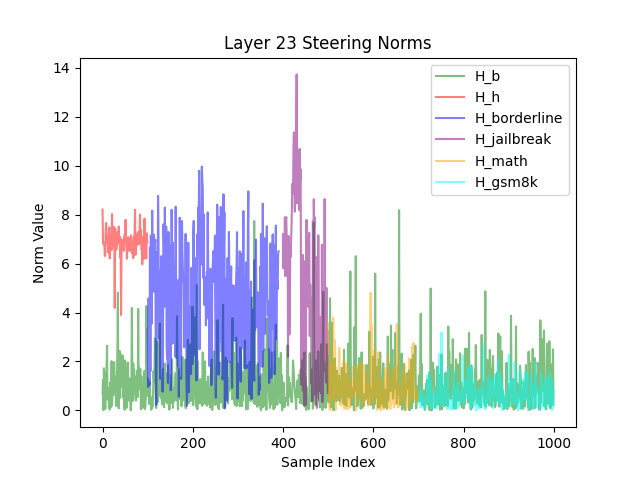 Layer 23 Steering Norms
H_b
H_h
H_borderline
H_jailbreak
H_math
H_gsm8k
Norm Value
14
12
10
8
6
4
2
0
0
200
400
600
800
1000
Sample Index